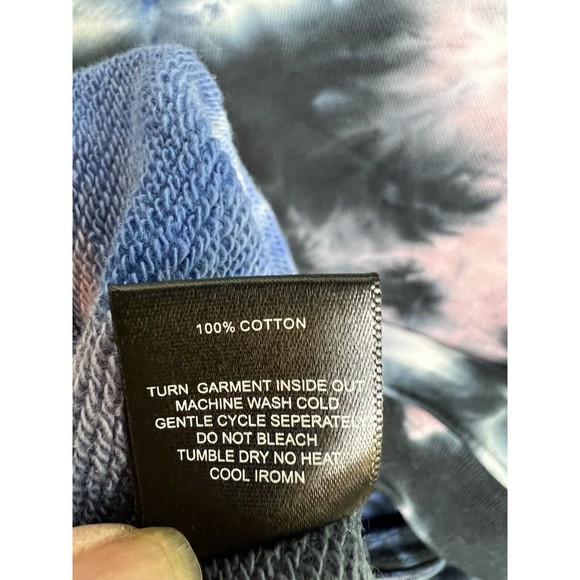 100% COTTON
TURN GARMENT INSIDE OUT
MACHINE WASH COLD
GENTLE CYCLE SEPERATELY
DO NOT BLEACH
TUMBLE DRY NO HEAT
COOL IROMN